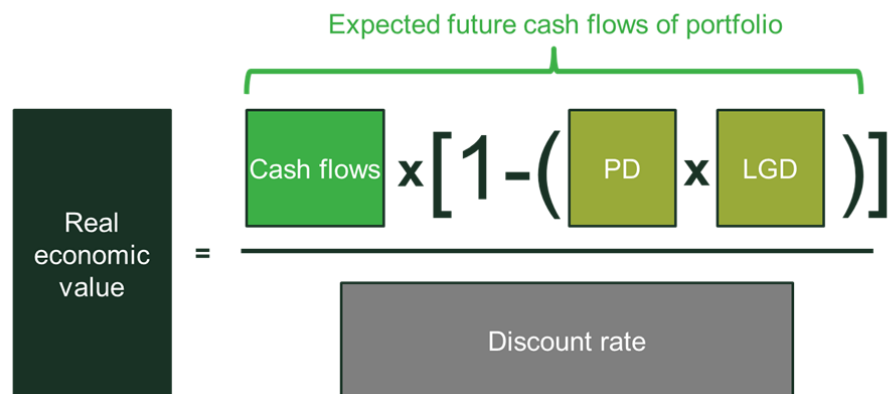 Expected future cash flows of portfolio
Real
economic
value
=
Cash flows x [1-( PD x LGD )]
Discount rate